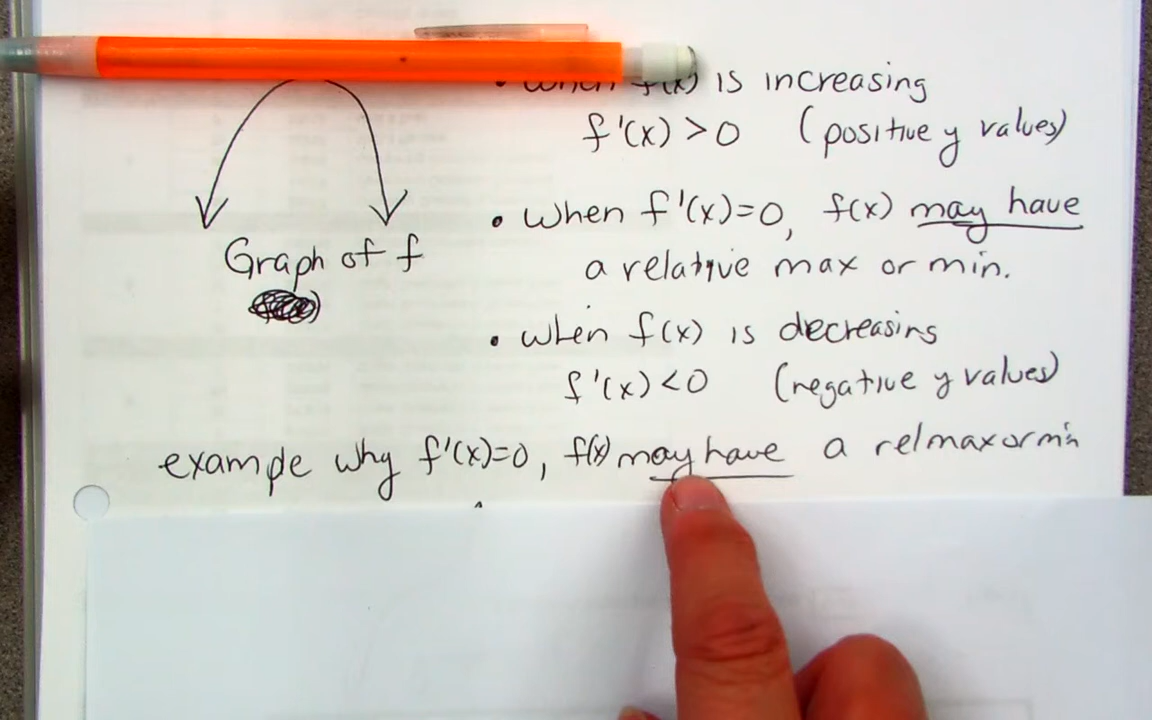 • when f(x) is increasing
f'(x) > 0 (positive y values)
• when f'(x)=0, f(x) may have
a relative max or min.
Graph of f
• when f(x) is decreasing
f'(x) < 0 (negative y values)
example why f'(x)=0, f(x) may have a rel max or min